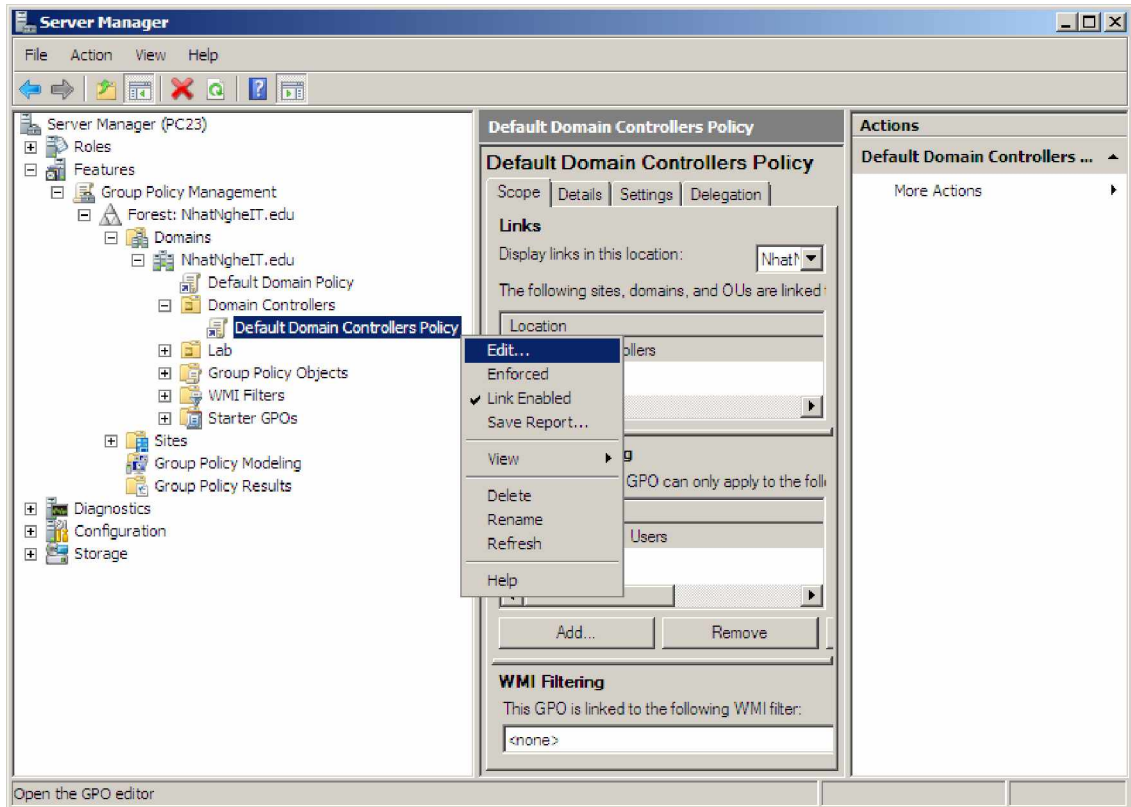 Server Manager
File Action View Help
Server Manager (PC23)
Roles
Features
Group Policy Management
Forest: NhatNgheIT.edu
Domains
NhatNgheIT.edu
Default Domain Policy
Domain Controllers
Default Domain Controllers Policy
Lab
Group Policy Objects
WMI Filters
Starter GPOs
Sites
Group Policy Modeling
Group Policy Results
Diagnostics
Configuration
Storage
Default Domain Controllers Policy
Default Domain Controllers Policy
Scope Details Settings Delegation
Links
Display links in this location:
The following sites, domains, and OUs are linked
Location
Edit...
Enforced
Link Enabled
Save Report...
View
Delete
Rename
Refresh
Help
GPO can only apply to the
Users
Add... Remove
WMI Filtering
This GPO is linked to the following WMI filter:
<none>
Actions
Default Domain Controllers ...
More Actions
Open the GPO editor